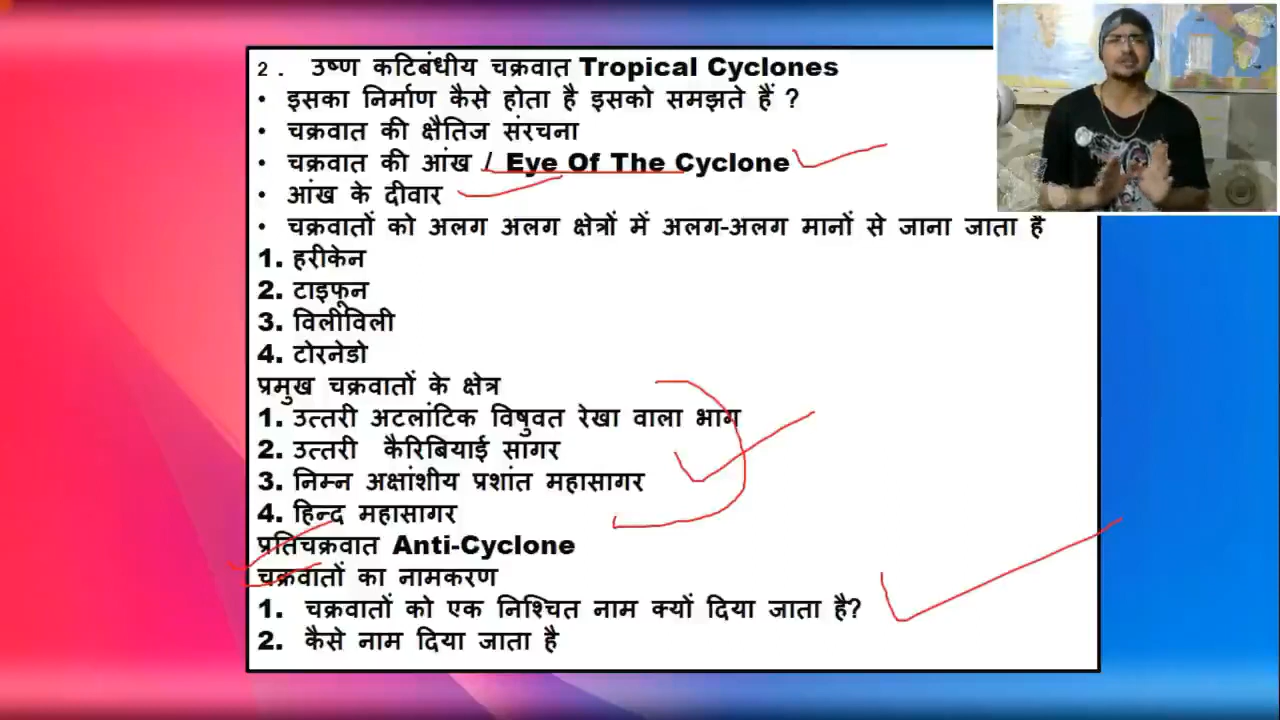 2 . उष्ण कटिबंधीय चक्रवात Tropical Cyclones
• इसका निर्माण कैसे होता है इसको समझते हैं ?
• चक्रवात की क्षैतिज संरचना
• चक्रवात की आंख / Eye Of The Cyclone
• आंख के दीवार
• चक्रवातों को अलग अलग क्षेत्रों में अलग-अलग मानों से जाना जाता है
1. हरीकेन
2. टाइफून
3. विलीविली
4. टोरनेडो
प्रमुख चक्रवातों के क्षेत्र
1. उत्तरी अटलांटिक विषुवत रेखा वाला भाग
2. उत्तरी कैरिबियाई सागर
3. निम्न अक्षांशीय प्रशांत महासागर
4. हिन्द महासागर
प्रतिचक्रवात Anti-Cyclone
चक्रवातों का नामकरण
1. चक्रवातों को एक निश्चित नाम क्यों दिया जाता है?
2. कैसे नाम दिया जाता है